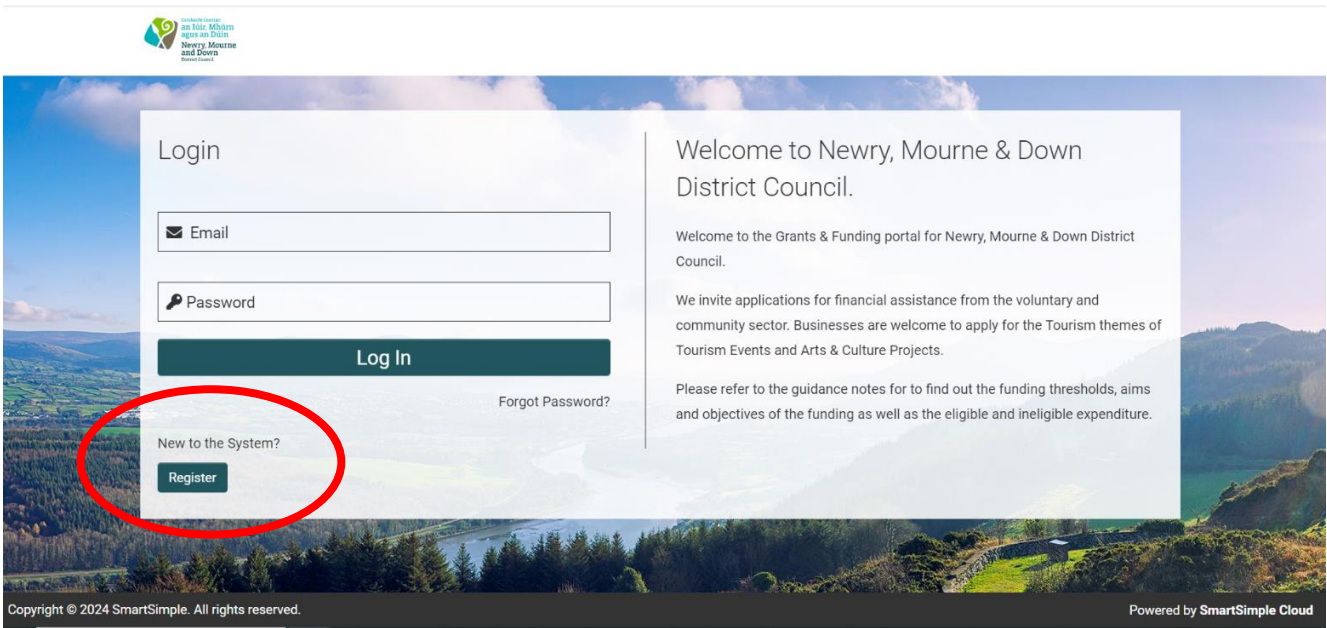 Comhairle Ceantair
an Iúir, Mhúrn
agus an Dúin
Newry, Mourne
and Down
District Council
Login
Email
Password
Log In
Forgot Password?
New to the System?
Register
Welcome to Newry, Mourne & Down
District Council.
Welcome to the Grants & Funding portal for Newry, Mourne & Down District
Council.
We invite applications for financial assistance from the voluntary and
community sector. Businesses are welcome to apply for the Tourism themes of
Tourism Events and Arts & Culture Projects.
Please refer to the guidance notes for to find out the funding thresholds, aims
and objectives of the funding as well as the eligible and ineligible expenditure.
Copyright © 2024 SmartSimple. All rights reserved.
Powered by SmartSimple Cloud